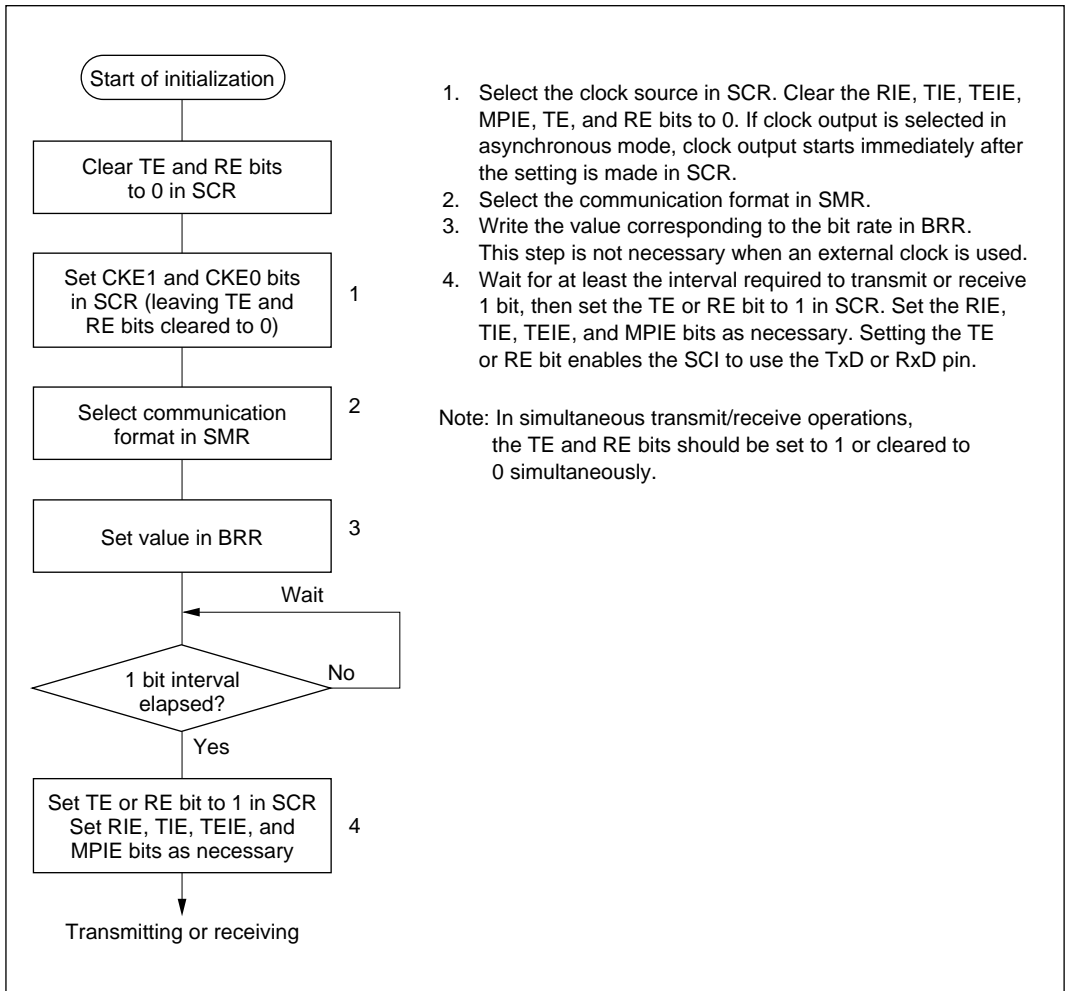 Start of initialization
Clear TE and RE bits
to 0 in SCR
Set CKE1 and CKE0 bits
in SCR (leaving TE and
RE bits cleared to 0)
1
Select communication
format in SMR
2
Set value in BRR
3
Wait
1 bit interval
elapsed?
No
Yes
Set TE or RE bit to 1 in SCR
Set RIE, TIE, TEIE, and
MPIE bits as necessary
4
Transmitting or receiving
1. Select the clock source in SCR. Clear the RIE, TIE, TEIE,
MPIE, TE, and RE bits to 0. If clock output is selected in
asynchronous mode, clock output starts immediately after
the setting is made in SCR.
2. Select the communication format in SMR.
3. Write the value corresponding to the bit rate in BRR.
This step is not necessary when an external clock is used.
4. Wait for at least the interval required to transmit or receive
1 bit, then set the TE or RE bit to 1 in SCR. Set the RIE,
TIE, TEIE, and MPIE bits as necessary. Setting the TE
or RE bit enables the SCI to use the TxD or RxD pin.
Note: In simultaneous transmit/receive operations,
the TE and RE bits should be set to 1 or cleared to
0 simultaneously.